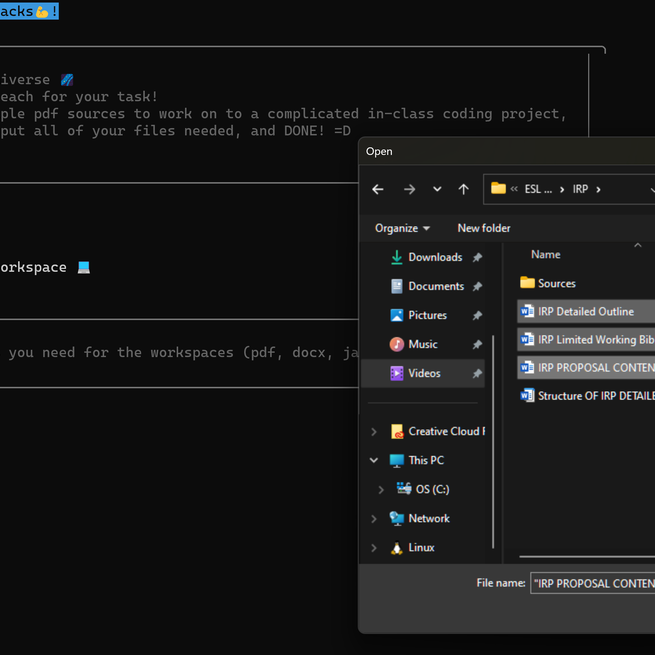 acks💪!
iverse 🌌
each for your task!
ple pdf sources to work on to a complicated in-class coding project,
put all of your files needed, and DONE! =D
orkspace 💻
you need for the workspaces (pdf, docx, ja
Open
« ESL ... › IRP ›
Organize
New folder
Downloads
Documents
Pictures
Music
Videos
Creative Cloud F
This PC
OS (C:)
Network
Linux
Name
Sources
IRP Detailed Outline
IRP Limited Working Bib
IRP PROPOSAL CONTEN
Structure OF IRP DETAILE
File name:
"IRP PROPOSAL CONTEN